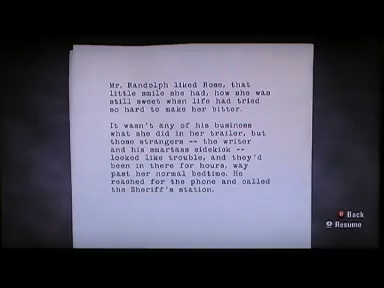 Mr. Randolph liked Rose, that
little smile she had, how she was
still sweet when life had tried
so hard to make her bitter.
It wasn't any of his business
what she did in her trailer, but
those strangers -- the writer
and his smartass sidekick --
looked like trouble, and they'd
been in there for hours, way
past her normal bedtime. He
reached for the phone and called
the Sheriff's station.
B Back
Resume